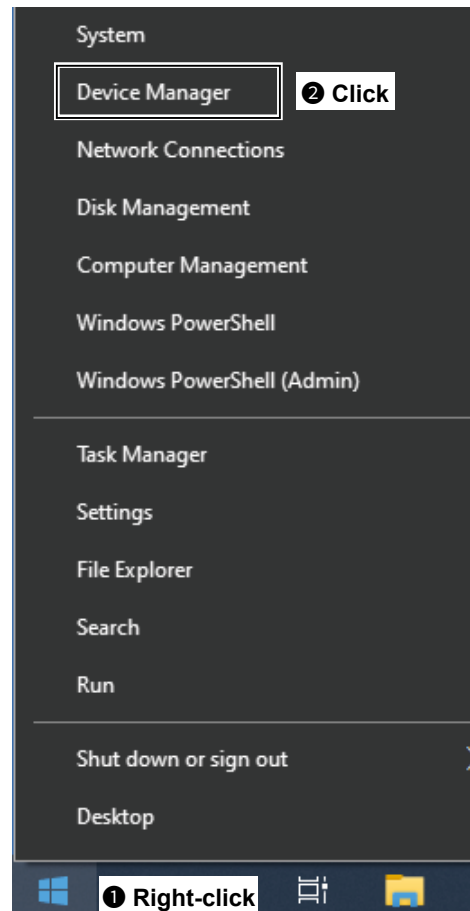 System
Device Manager
❷ Click
Network Connections
Disk Management
Computer Management
Windows PowerShell
Windows PowerShell (Admin)
Task Manager
Settings
File Explorer
Search
Run
Shut down or sign out
Desktop
❶ Right-click